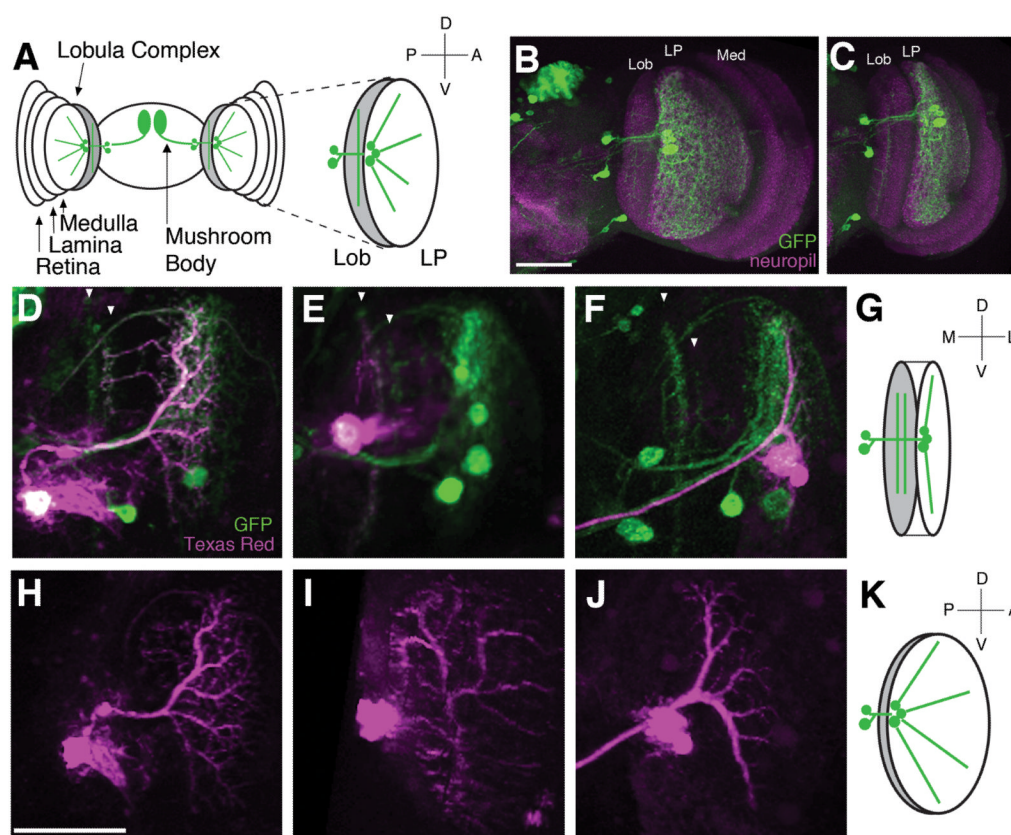 A
Lobula Complex
D
P
A
V
Medulla
Lamina
Retina
Mushroom
Body
Lob
LP
B
Lob
LP
Med
GFP
neuropil
C
Lob
LP
D
GFP
Texas Red
E
F
G
D
M
L
V
H
I
J
K
D
P
A
V